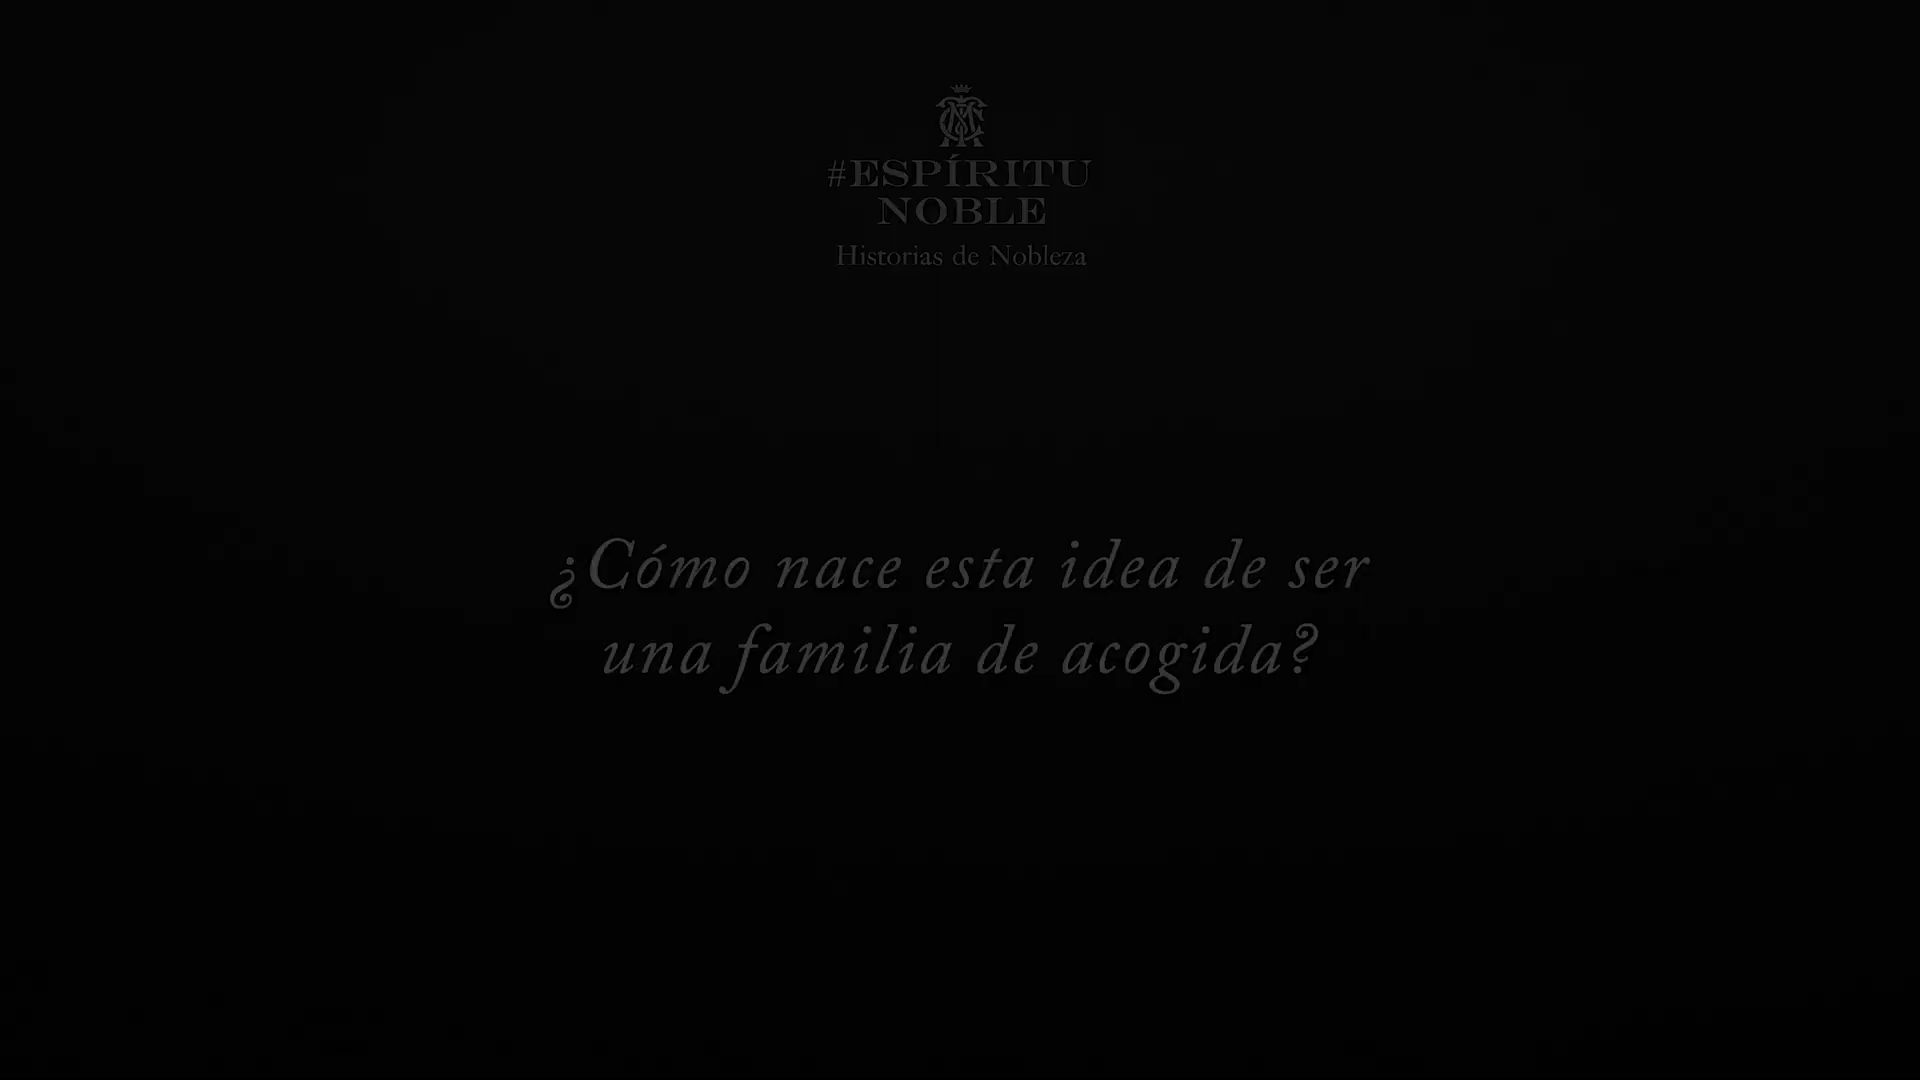 #ESPÍRITU
NOBLE
Historias de Nobleza
¿Cómo nace esta idea de ser
una familia de acogida?